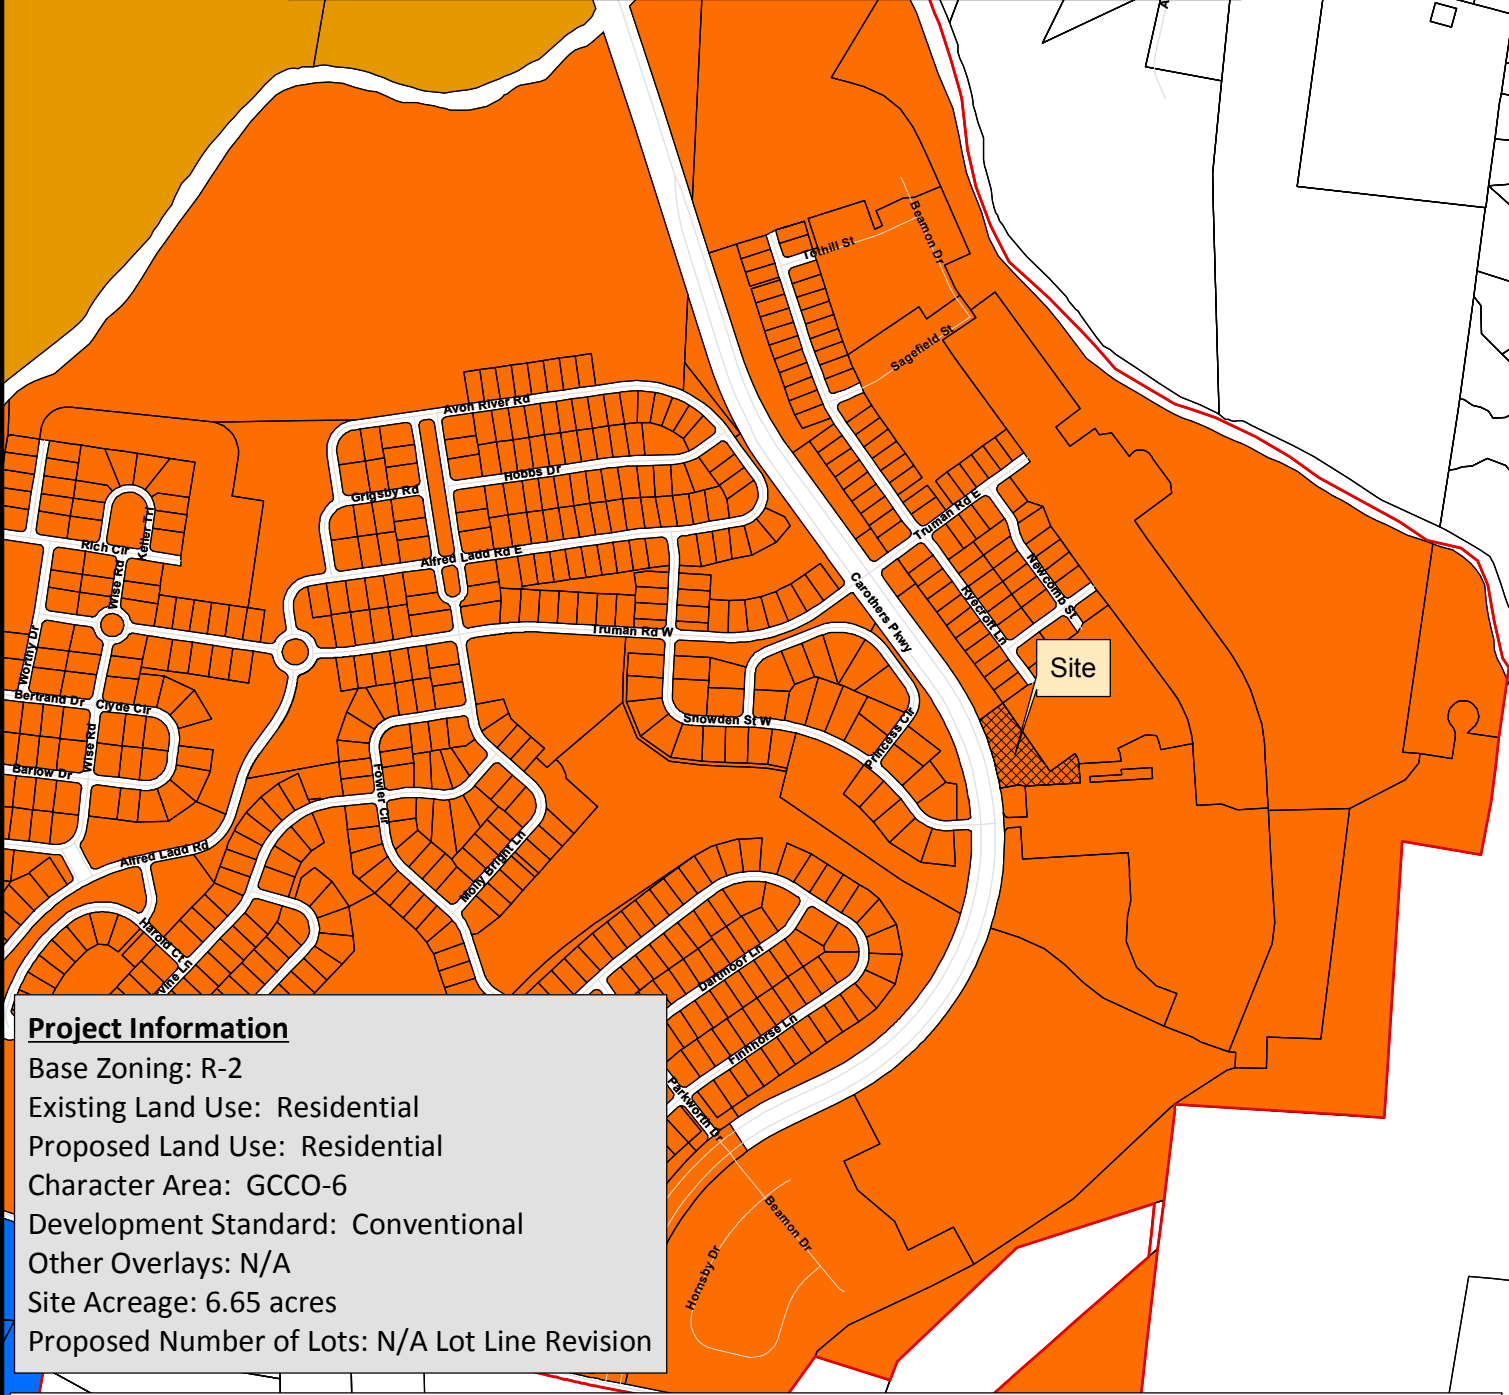 A
Beamon Dr
Tothill St
Sagefield St
Avon River Rd
Hobbs Dr
Grigsby Rd
Truman Rd E
Keller Trl
Rich Cir
Alfred Ladd Rd E
Wise Rd
Newcomb St
Carothers Pkwy
Ryecroft Ln
Truman Rd W
Worthy Dr
Site
Bertrand Dr
Clyde Cir
Snowden St W
Princess Cir
Wise Rd
Barlow Dr
Fowler Cir
Alfred Ladd Rd
Molly Bright Ln
Harold Ct
vine Ln
Dartmoor Ln
Finnhorse Ln
Parkworth Dr
Beamon Dr
Hornsby Dr
Project Information
Base Zoning: R-2
Existing Land Use: Residential
Proposed Land Use: Residential
Character Area: GCCO-6
Development Standard: Conventional
Other Overlays: N/A
Site Acreage: 6.65 acres
Proposed Number of Lots: N/A Lot Line Revision